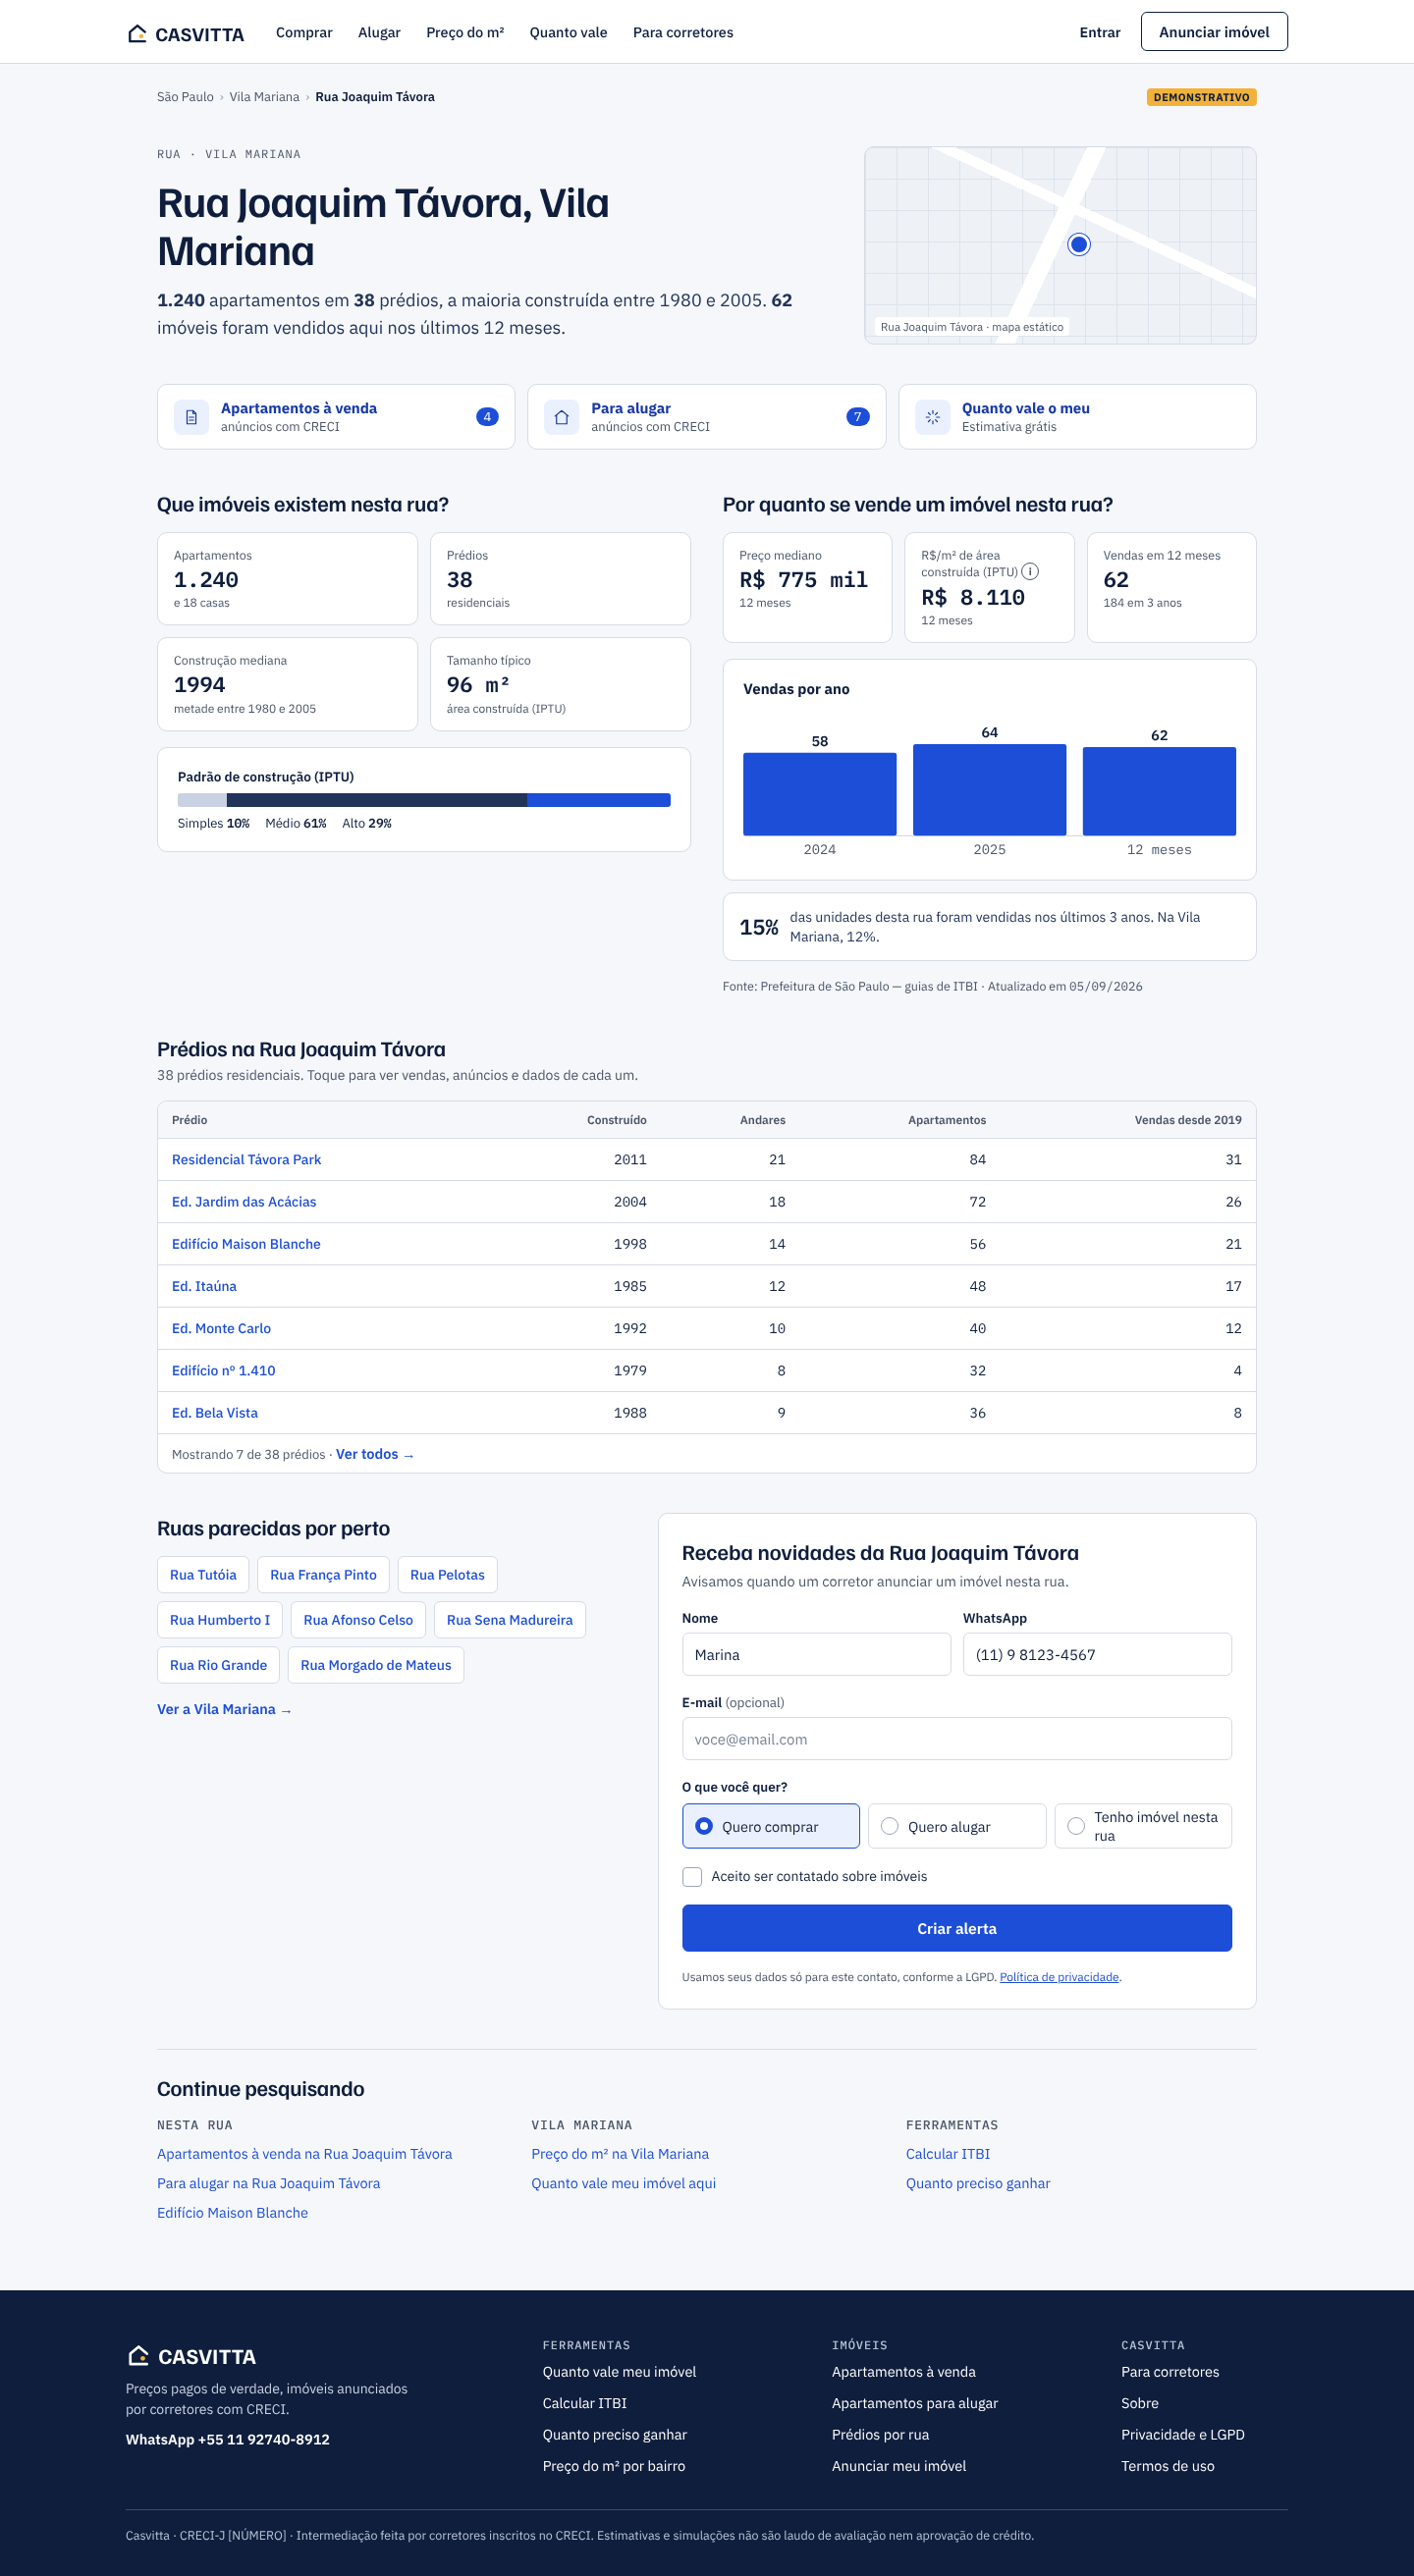 CASVITTA Comprar Alugar Preço do m² Quanto vale Para corretores Entrar Anunciar imóvel
São Paulo › Vila Mariana › Rua Joaquim Távora DEMONSTRATIVO
RUA · VILA MARIANA
Rua Joaquim Távora, Vila
Mariana
1.240 apartamentos em 38 prédios, a maioria construída entre 1980 e 2005. 62
imóveis foram vendidos aqui nos últimos 12 meses.
Rua Joaquim Távora · mapa estático
Apartamentos à venda
anúncios com CRECI
4
Para alugar
anúncios com CRECI
7
Quanto vale o meu
Estimativa grátis
Que imóveis existem nesta rua?
Apartamentos
1.240
e 18 casas
Prédios
38
residenciais
Construção mediana
1994
metade entre 1980 e 2005
Tamanho típico
96 m²
área construída (IPTU)
Padrão de construção (IPTU)
Simples 10% Médio 61% Alto 29%
Por quanto se vende um imóvel nesta rua?
Preço mediano
R$ 775 mil
12 meses
R$/m² de área
construída (IPTU) i
R$ 8.110
12 meses
Vendas em 12 meses
62
184 em 3 anos
Vendas por ano
58 64 62
2024 2025 12 meses
15%
das unidades desta rua foram vendidas nos últimos 3 anos. Na Vila
Mariana, 12%.
Fonte: Prefeitura de São Paulo — guias de ITBI · Atualizado em 05/09/2026
Prédios na Rua Joaquim Távora
38 prédios residenciais. Toque para ver vendas, anúncios e dados de cada um.
Prédio Construído Andares Apartamentos Vendas desde 2019
Residencial Távora Park 2011 21 84 31
Ed. Jardim das Acácias 2004 18 72 26
Edifício Maison Blanche 1998 14 56 21
Ed. Itaúna 1985 12 48 17
Ed. Monte Carlo 1992 10 40 12
Edifício nº 1.410 1979 8 32 4
Ed. Bela Vista 1988 9 36 8
Mostrando 7 de 38 prédios · Ver todos →
Ruas parecidas por perto
Rua Tutóia Rua França Pinto Rua Pelotas
Rua Humberto I Rua Afonso Celso Rua Sena Madureira
Rua Rio Grande Rua Morgado de Mateus
Ver a Vila Mariana →
Receba novidades da Rua Joaquim Távora
Avisamos quando um corretor anunciar um imóvel nesta rua.
Nome WhatsApp
Marina (11) 9 8123-4567
E-mail (opcional)
voce@email.com
O que você quer?
Quero comprar Quero alugar Tenho imóvel nesta
rua
Aceito ser contatado sobre imóveis
Criar alerta
Usamos seus dados só para este contato, conforme a LGPD. Política de privacidade.
Continue pesquisando
NESTA RUA
Apartamentos à venda na Rua Joaquim Távora
Para alugar na Rua Joaquim Távora
Edifício Maison Blanche
VILA MARIANA
Preço do m² na Vila Mariana
Quanto vale meu imóvel aqui
FERRAMENTAS
Calcular ITBI
Quanto preciso ganhar
CASVITTA
Preços pagos de verdade, imóveis anunciados
por corretores com CRECI.
WhatsApp +55 11 92740-8912
FERRAMENTAS
Quanto vale meu imóvel
Calcular ITBI
Quanto preciso ganhar
Preço do m² por bairro
IMÓVEIS
Apartamentos à venda
Apartamentos para alugar
Prédios por rua
Anunciar meu imóvel
CASVITTA
Para corretores
Sobre
Privacidade e LGPD
Termos de uso
Casvitta · CRECI-J [NÚMERO] · Intermediação feita por corretores inscritos no CRECI. Estimativas e simulações não são laudo de avaliação nem aprovação de crédito.